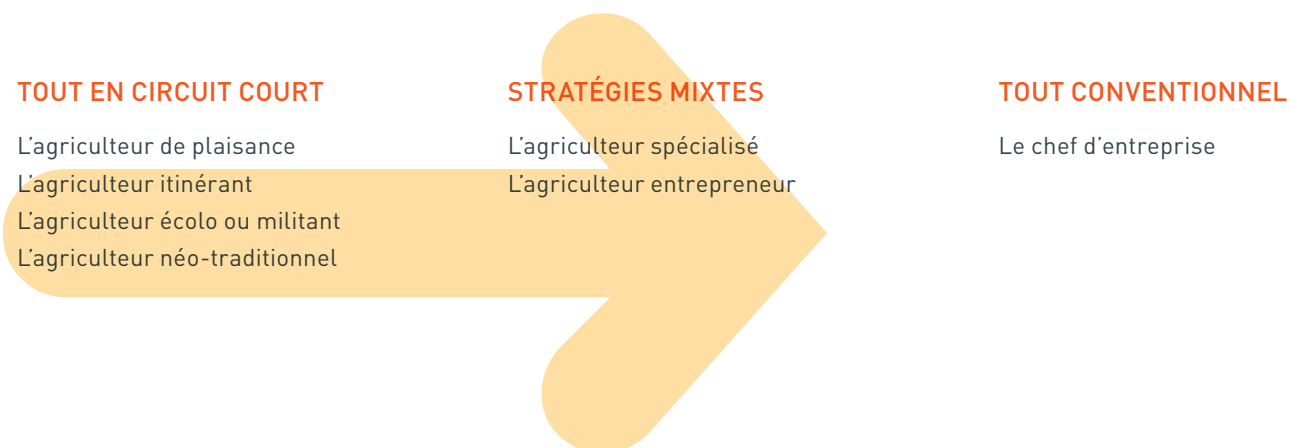 TOUT EN CIRCUIT COURT
L’agriculteur de plaisance
L’agriculteur itinérant
L’agriculteur écolo ou militant
L’agriculteur néo-traditionnel
STRATÉGIES MIXTES
L’agriculteur spécialisé
L’agriculteur entrepreneur
TOUT CONVENTIONNEL
Le chef d’entreprise